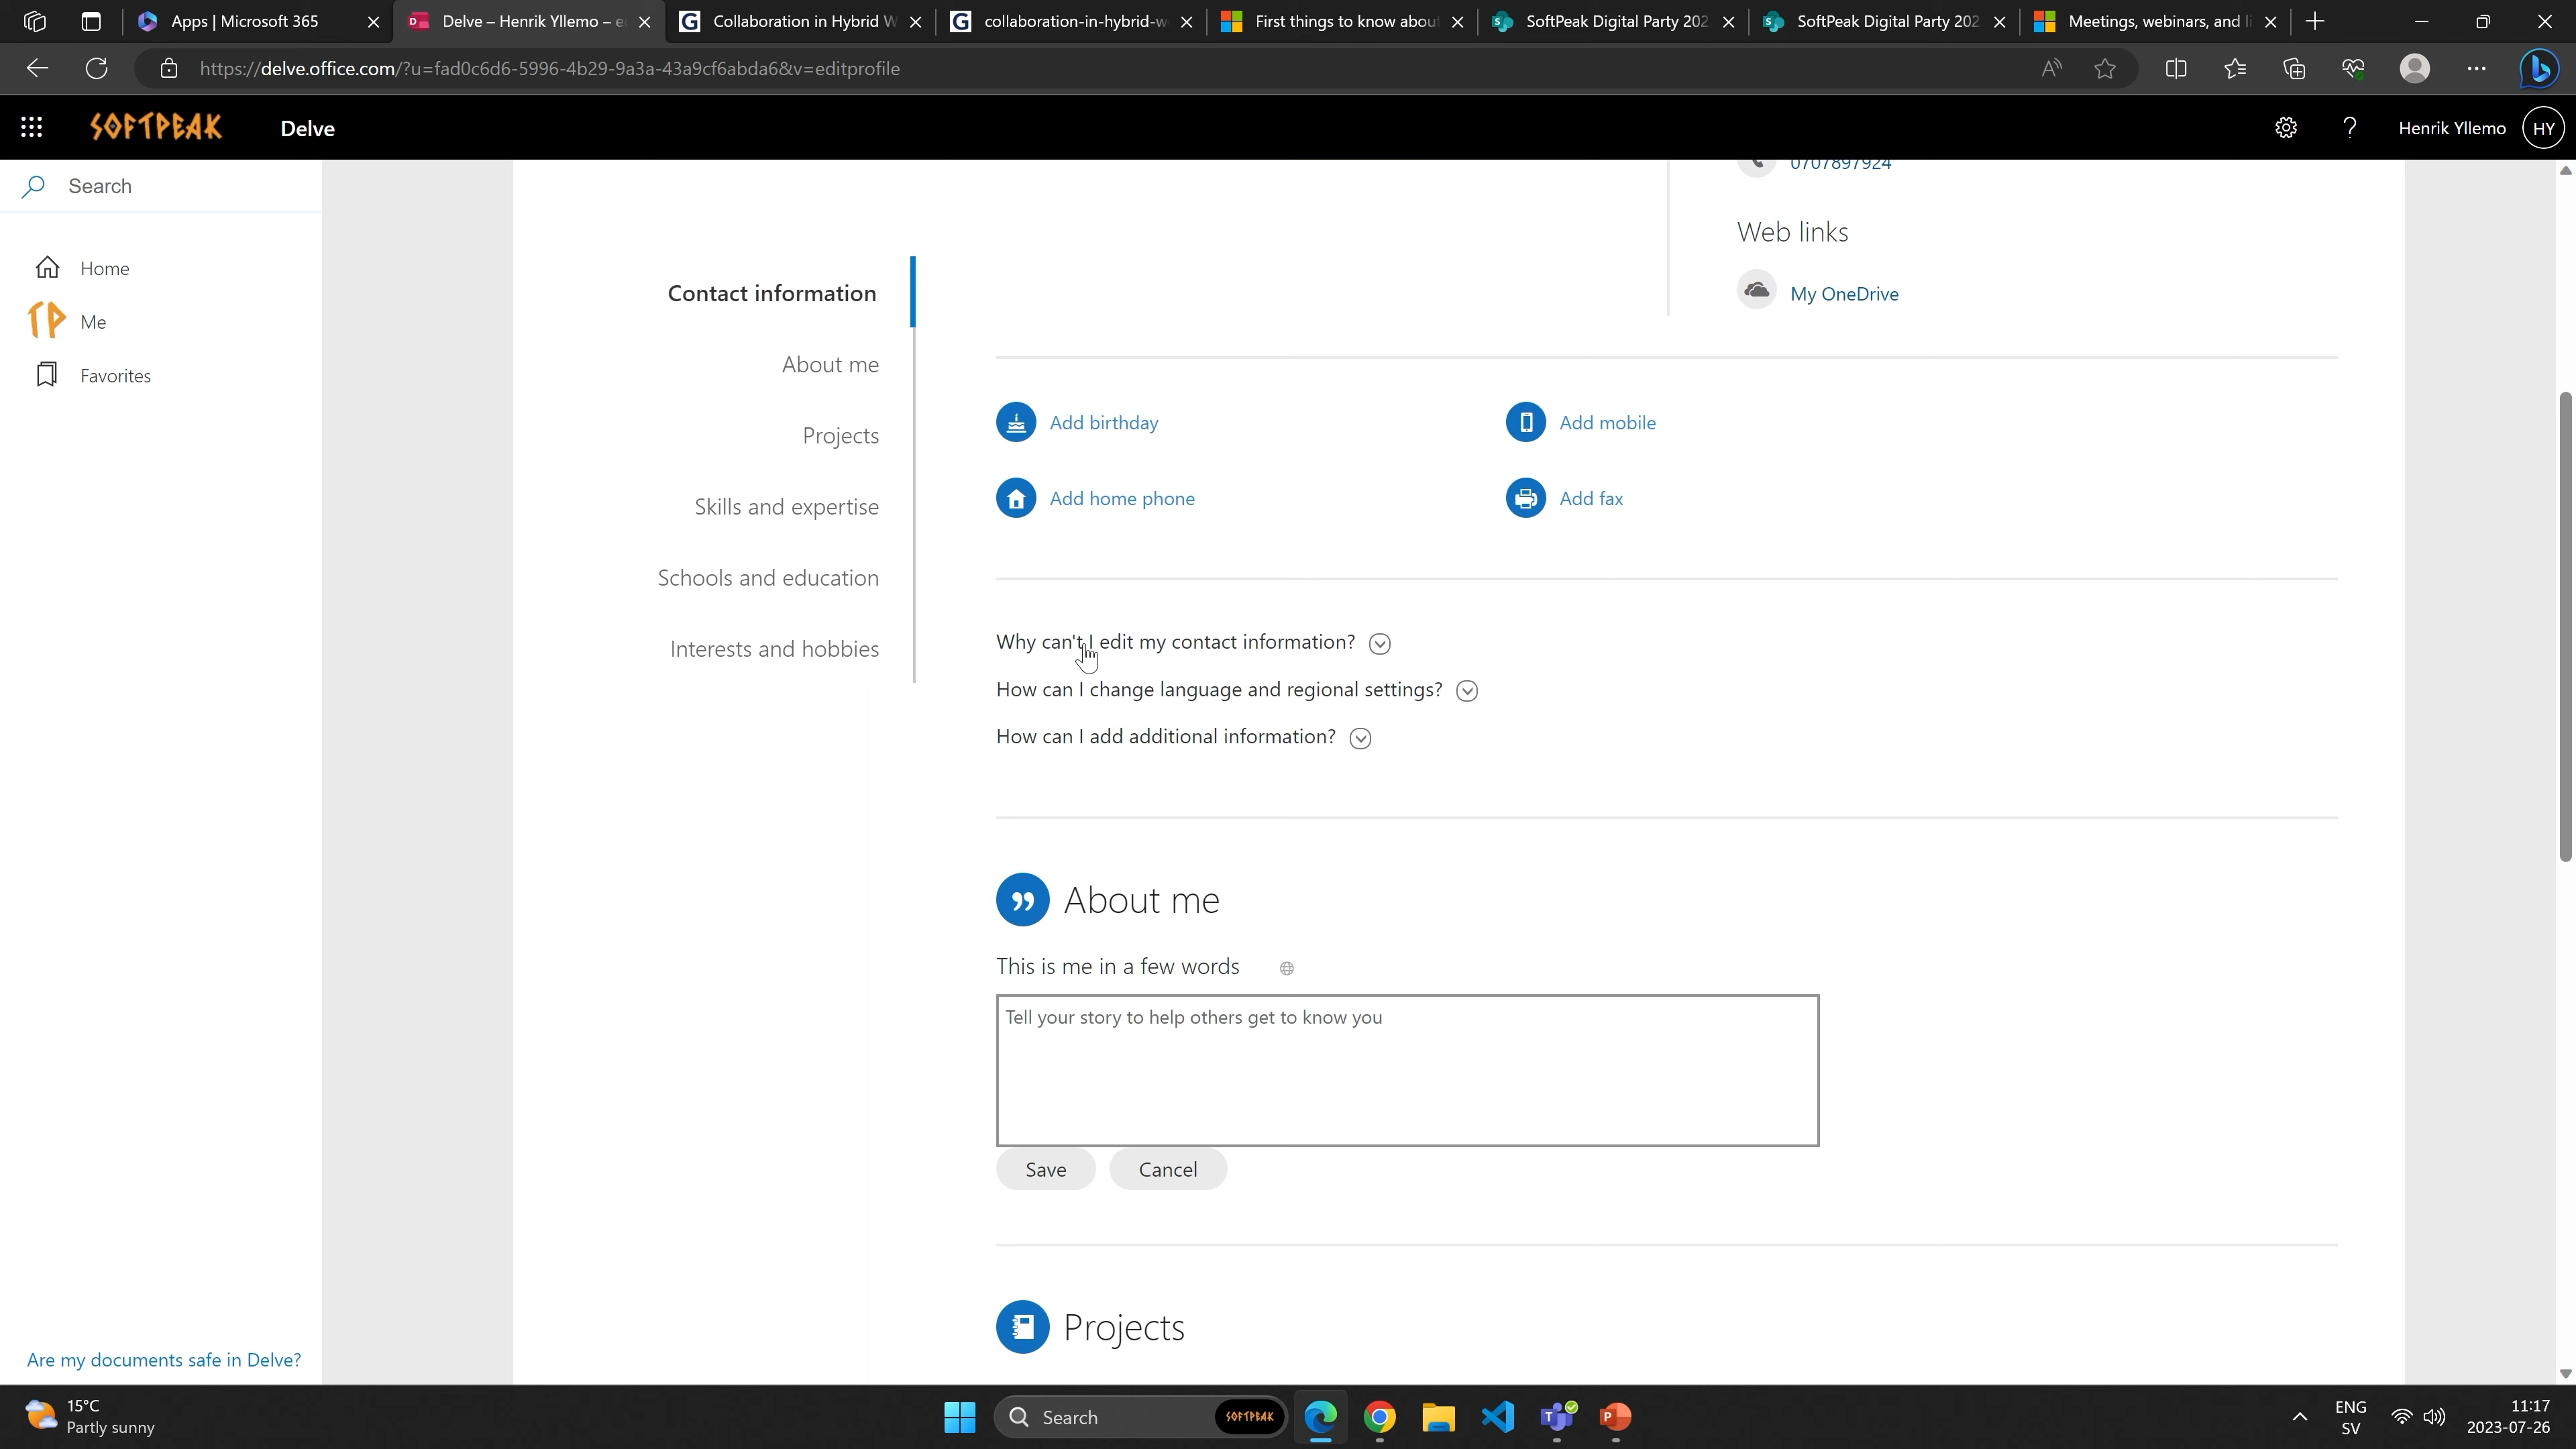 Apps | Microsoft 365
Delve – Henrik Yllemo – e
Collaboration in Hybrid W
collaboration-in-hybrid-w
First things to know about
SoftPeak Digital Party 202
SoftPeak Digital Party 202
Meetings, webinars, and li
https://delve.office.com/?u=fad0c6d6-5996-4b29-9a3a-43a9cf6abda6&v=editprofile
SOFTPEAK
Delve
Henrik Yllemo
HY
Search
Home
Me
Favorites
0707897924
Web links
My OneDrive
Contact information
About me
Projects
Skills and expertise
Schools and education
Interests and hobbies
Add birthday
Add mobile
Add home phone
Add fax
Why can't I edit my contact information?
How can I change language and regional settings?
How can I add additional information?
About me
This is me in a few words
Tell your story to help others get to know you
Save
Cancel
Projects
Are my documents safe in Delve?
15°C
Partly sunny
Search
SOFTPEAK
ENG
SV
11:17
2023-07-26